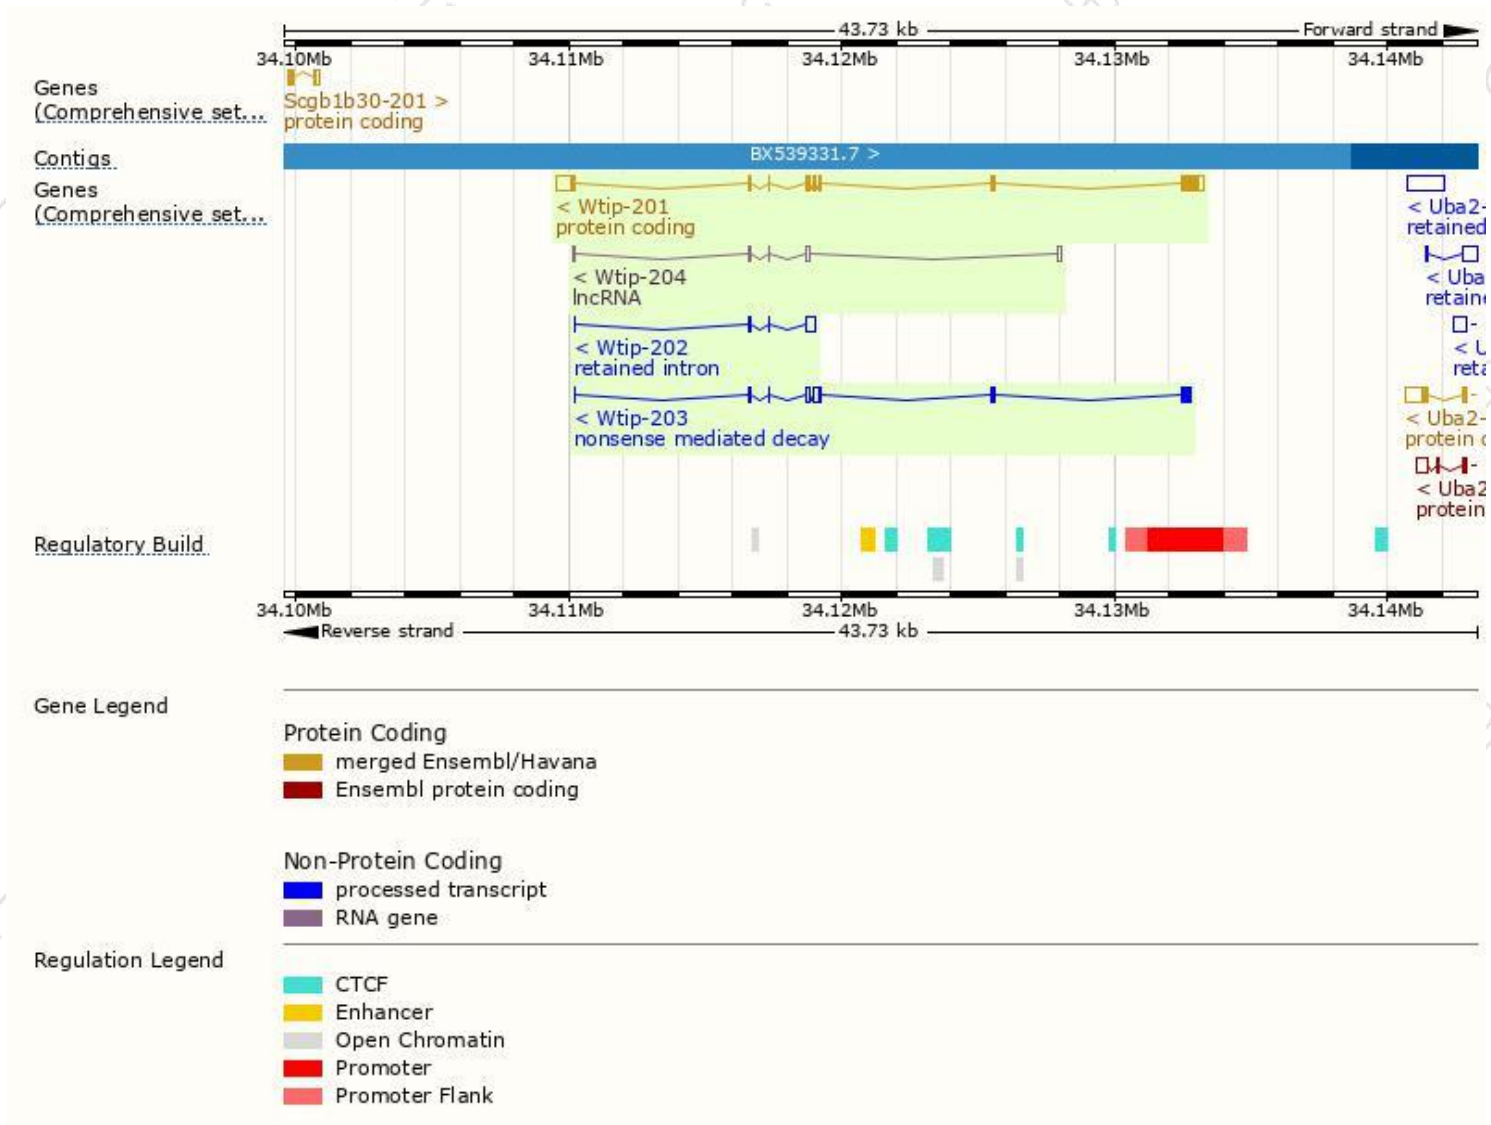 43.73 kb Forward strand
34.10Mb 34.11Mb 34.12Mb 34.13Mb 34.14Mb
Genes
(Comprehensive set...
Scgb1b30-201 >
protein coding
Contigs
BX539331.7 >
Genes
(Comprehensive set...
< Wtip-201
protein coding
< Uba2-
retained
< Wtip-204
lncRNA
< Uba
retaine
< Wtip-202
retained intron
< U
reta
< Wtip-203
nonsense mediated decay
< Uba2-
protein c
< Uba2
protein
Regulatory Build
34.10Mb 34.11Mb 34.12Mb 34.13Mb 34.14Mb
Reverse strand 43.73 kb
Gene Legend
Protein Coding
merged Ensembl/Havana
Ensembl protein coding
Non-Protein Coding
processed transcript
RNA gene
Regulation Legend
CTCF
Enhancer
Open Chromatin
Promoter
Promoter Flank